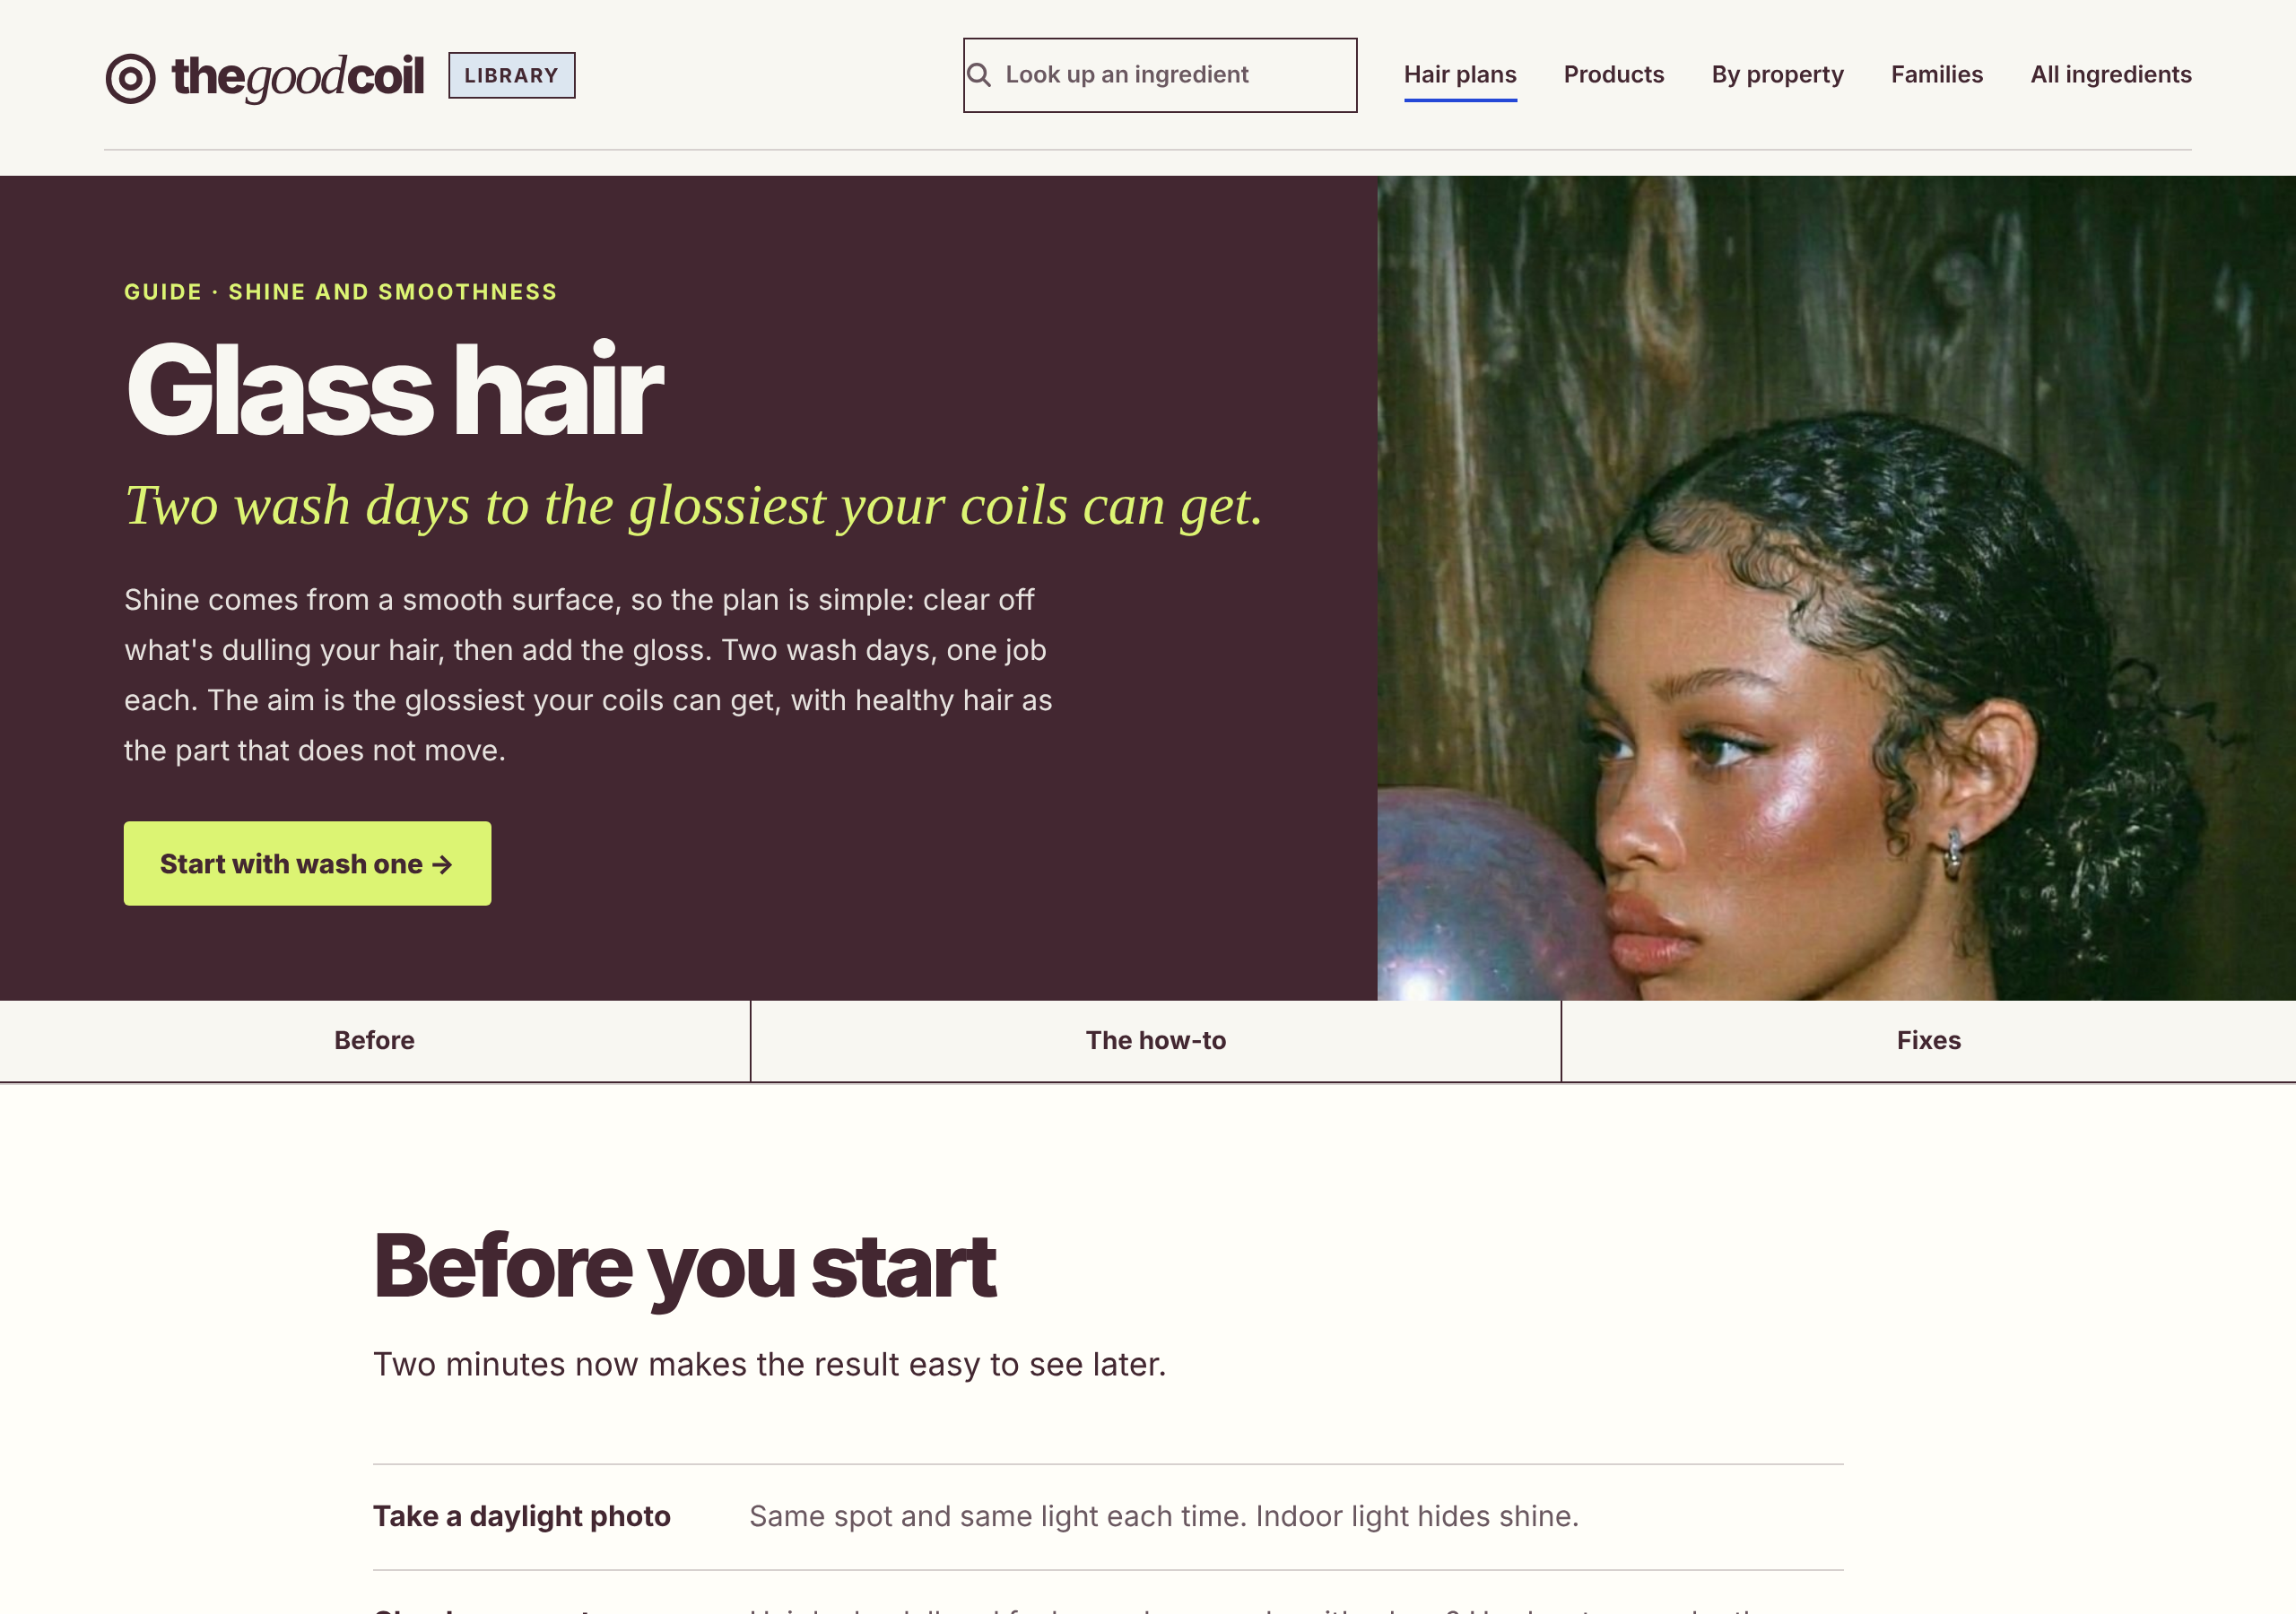 thegoodcoil
LIBRARY
Look up an ingredient
Hair plans
Products
By property
Families
All ingredients
GUIDE · SHINE AND SMOOTHNESS
Glass hair
Two wash days to the glossiest your coils can get.
Shine comes from a smooth surface, so the plan is simple: clear off
what's dulling your hair, then add the gloss. Two wash days, one job
each. The aim is the glossiest your coils can get, with healthy hair as
the part that does not move.
Start with wash one →
Before
The how-to
Fixes
Before you start
Two minutes now makes the result easy to see later.
Take a daylight photo
Same spot and same light each time. Indoor light hides shine.